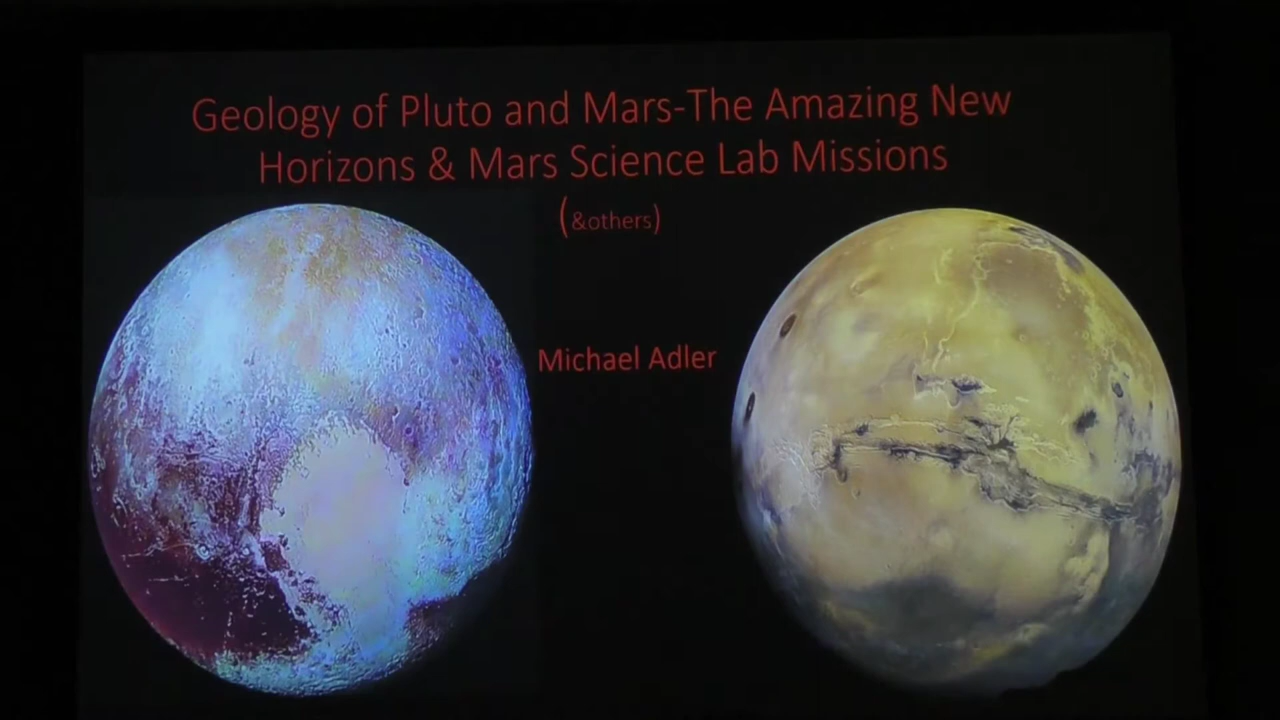 Geology of Pluto and Mars-The Amazing New
Horizons & Mars Science Lab Missions
(&others)
Michael Adler